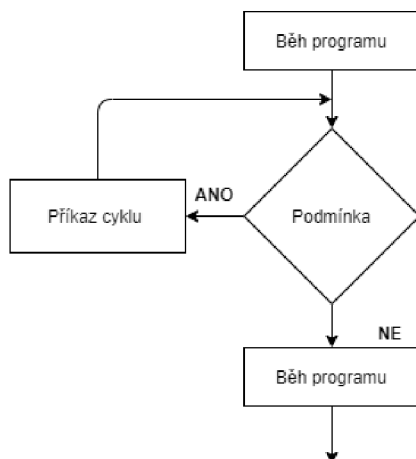 Běh programu
ANO
Příkaz cyklu
Podmínka
NE
Běh programu